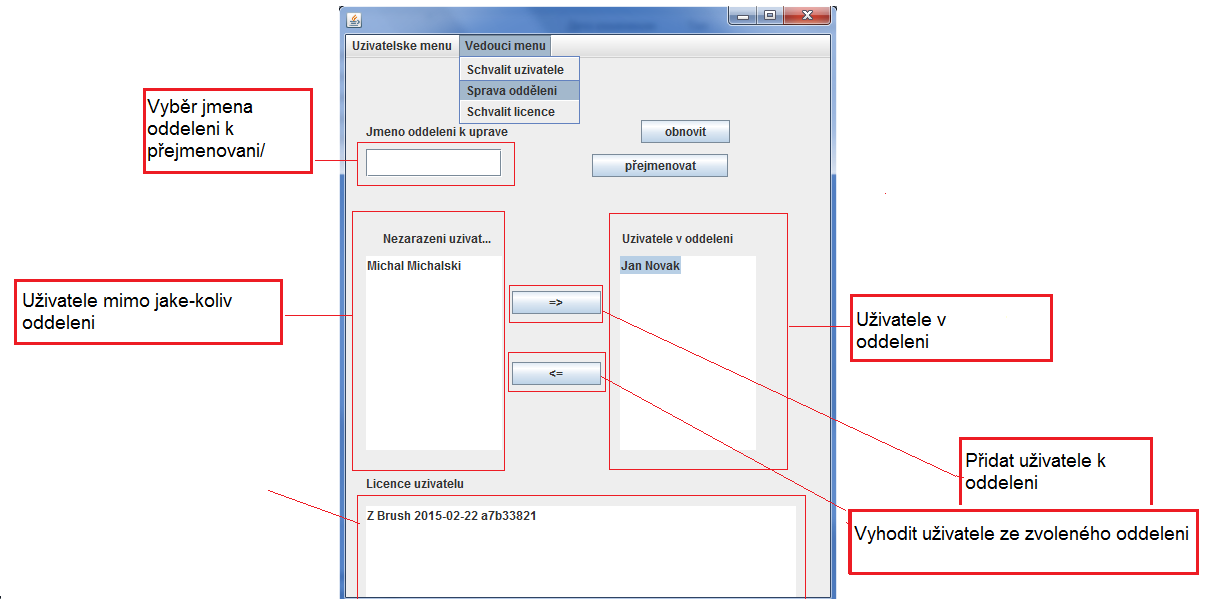 Uzivatelske menu Vedouci menu
Schvalit uzivatele
Sprava odděleni
Schvalit licence
Vyběr jmena
oddeleni k
přejmenovani/
Jmeno oddeleni k uprave
obnovit
přejmenovat
Nezarazeni uzivat...
Uzivatele v oddeleni
Michal Michalski
Jan Novak
Uživatele mimo jake-koliv
oddeleni
=>
<=
Uživatele v
oddeleni
Přidat uživatele k
oddeleni
Vyhodit uživatele ze zvoleného oddeleni
Licence uzivatelu
Z Brush 2015-02-22 a7b33821